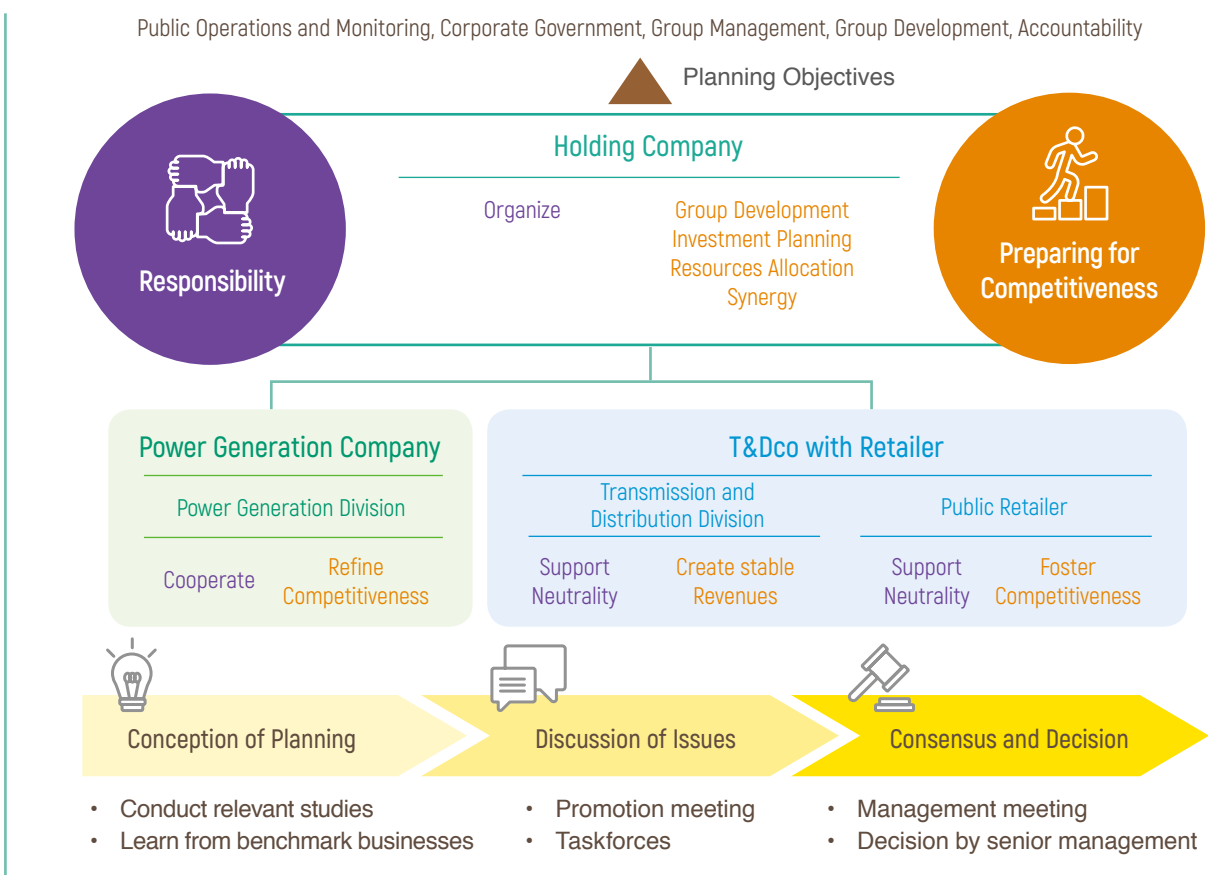 Public Operations and Monitoring, Corporate Government, Group Management, Group Development, Accountability
Planning Objectives
Responsibility
Holding Company
Organize
Group Development
Investment Planning
Resources Allocation
Synergy
Preparing for
Competitiveness
Power Generation Company
Power Generation Division
Cooperate
Refine
Competitiveness
T&Dco with Retailer
Transmission and
Distribution Division
Support
Neutrality
Create stable
Revenues
Public Retailer
Support
Neutrality
Foster
Competitiveness
Conception of Planning
• Conduct relevant studies
• Learn from benchmark businesses
Discussion of Issues
• Promotion meeting
• Taskforces
Consensus and Decision
• Management meeting
• Decision by senior management